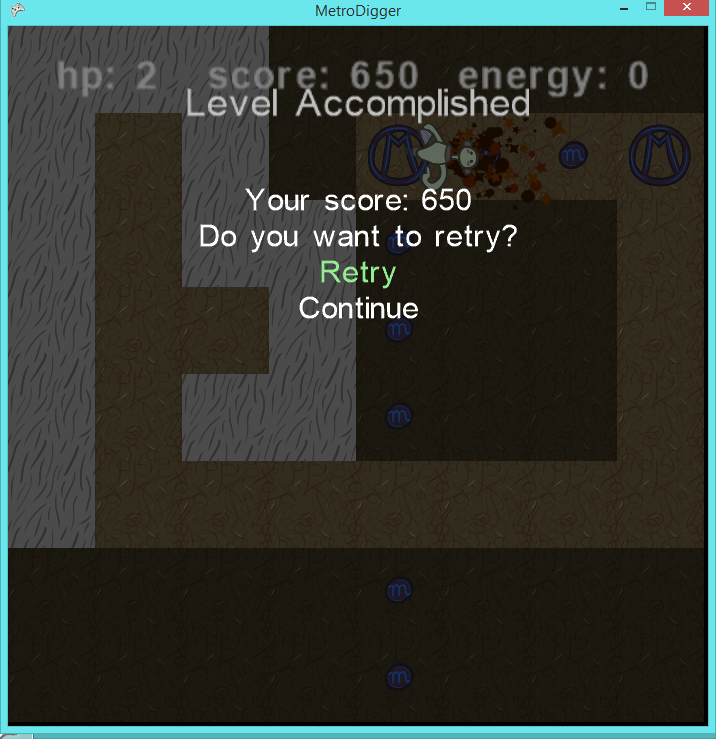 MetroDigger
hp: 2 score: 650 energy: 0
Level Accomplished
M
m
M
Your score: 650
Do you want to retry?
Retry
Continue
m
m
m
m